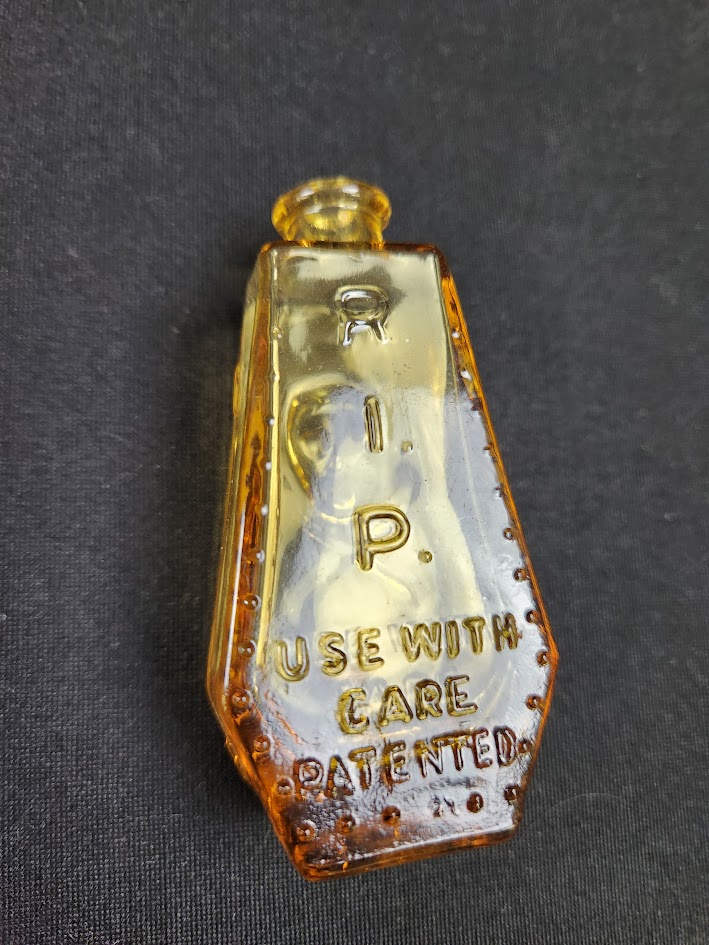 R
I.
P.
USE WITH
CARE
PATENTED